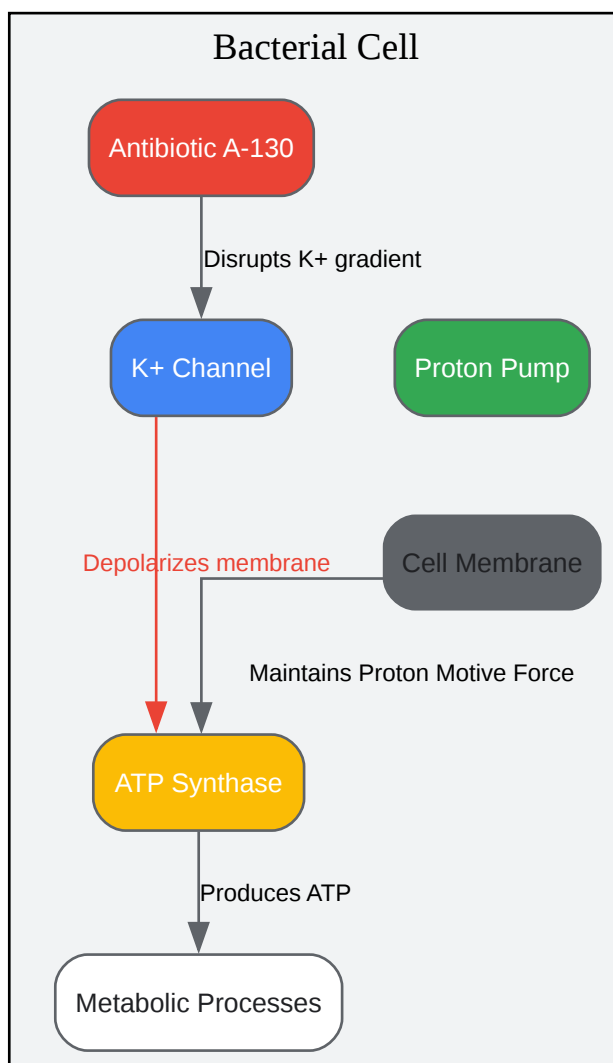 Bacterial Cell
Antibiotic A-130
Disrupts K+ gradient
K+ Channel
Proton Pump
Depolarizes membrane
Cell Membrane
Maintains Proton Motive Force
ATP Synthase
Produces ATP
Metabolic Processes